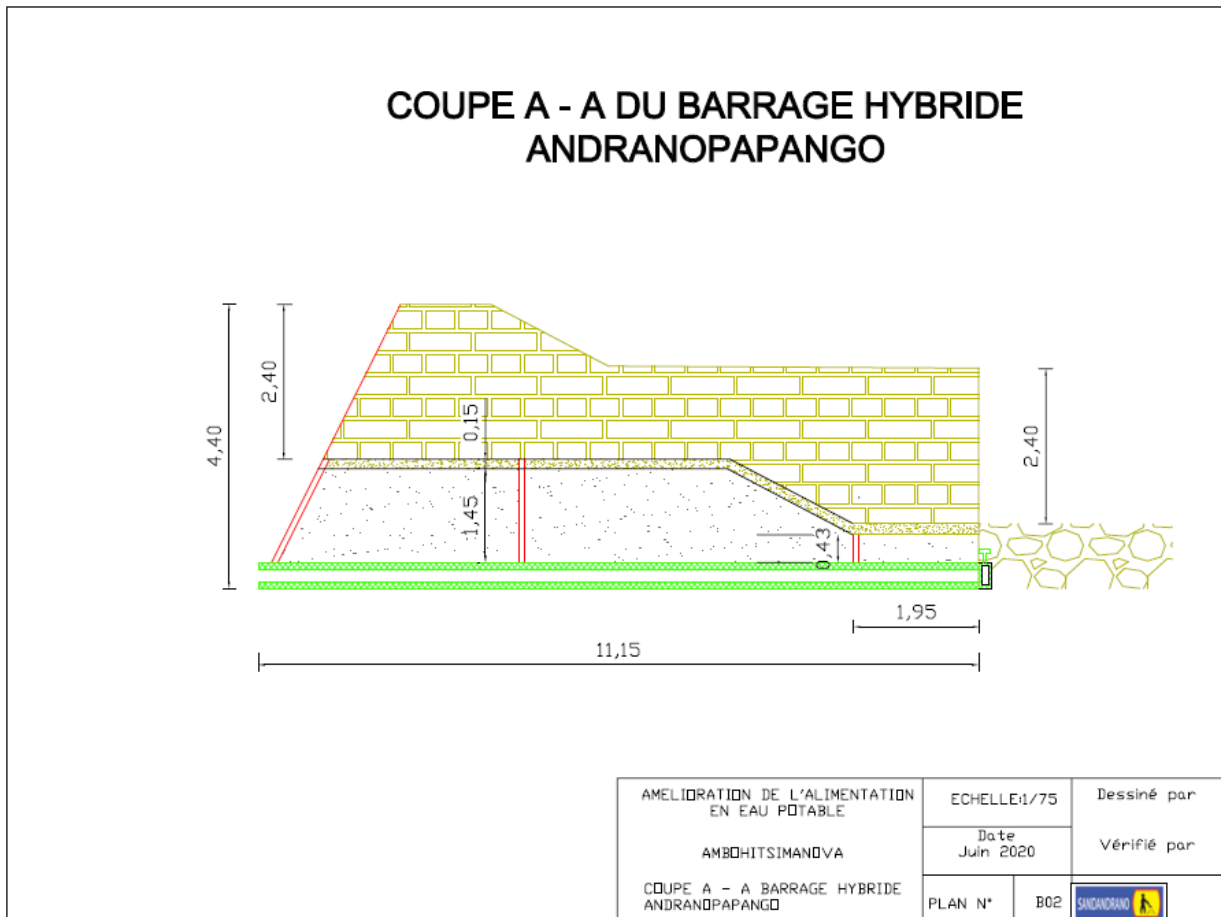 COUPE A - A DU BARRAGE HYBRIDE
ANDRANOPAPANGO
4,40
2,40
0,15
1,45
0,43
2,40
1,95
11,15
AMELIORATION DE L'ALIMENTATION
EN EAU POTABLE
AMBOHITSIMANOVA
COUPE A - A BARRAGE HYBRIDE
ANDRANOPAPANGO
ECHELLE:1/75
Date
Juin 2020
PLAN N° B02
Dessiné par
Vérifié par
SANDANDRANO